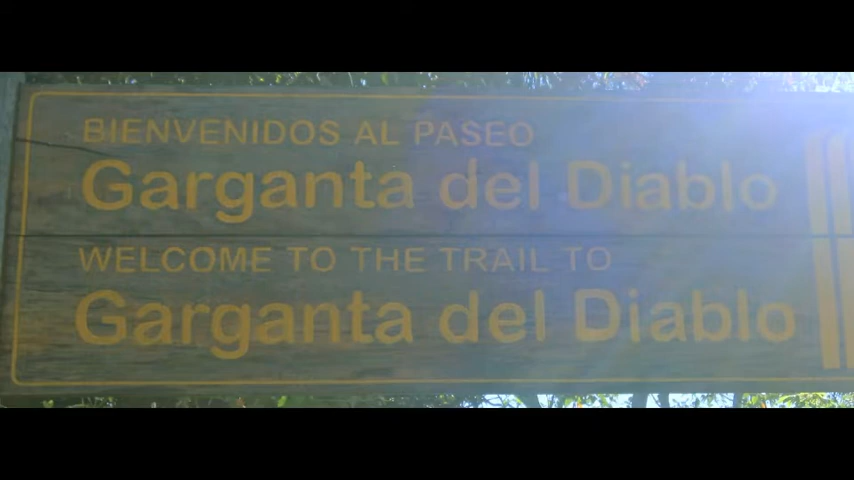 BIENVENIDOS AL PASEO
Garganta del Diablo
WELCOME TO THE TRAIL TO
Garganta del Diablo